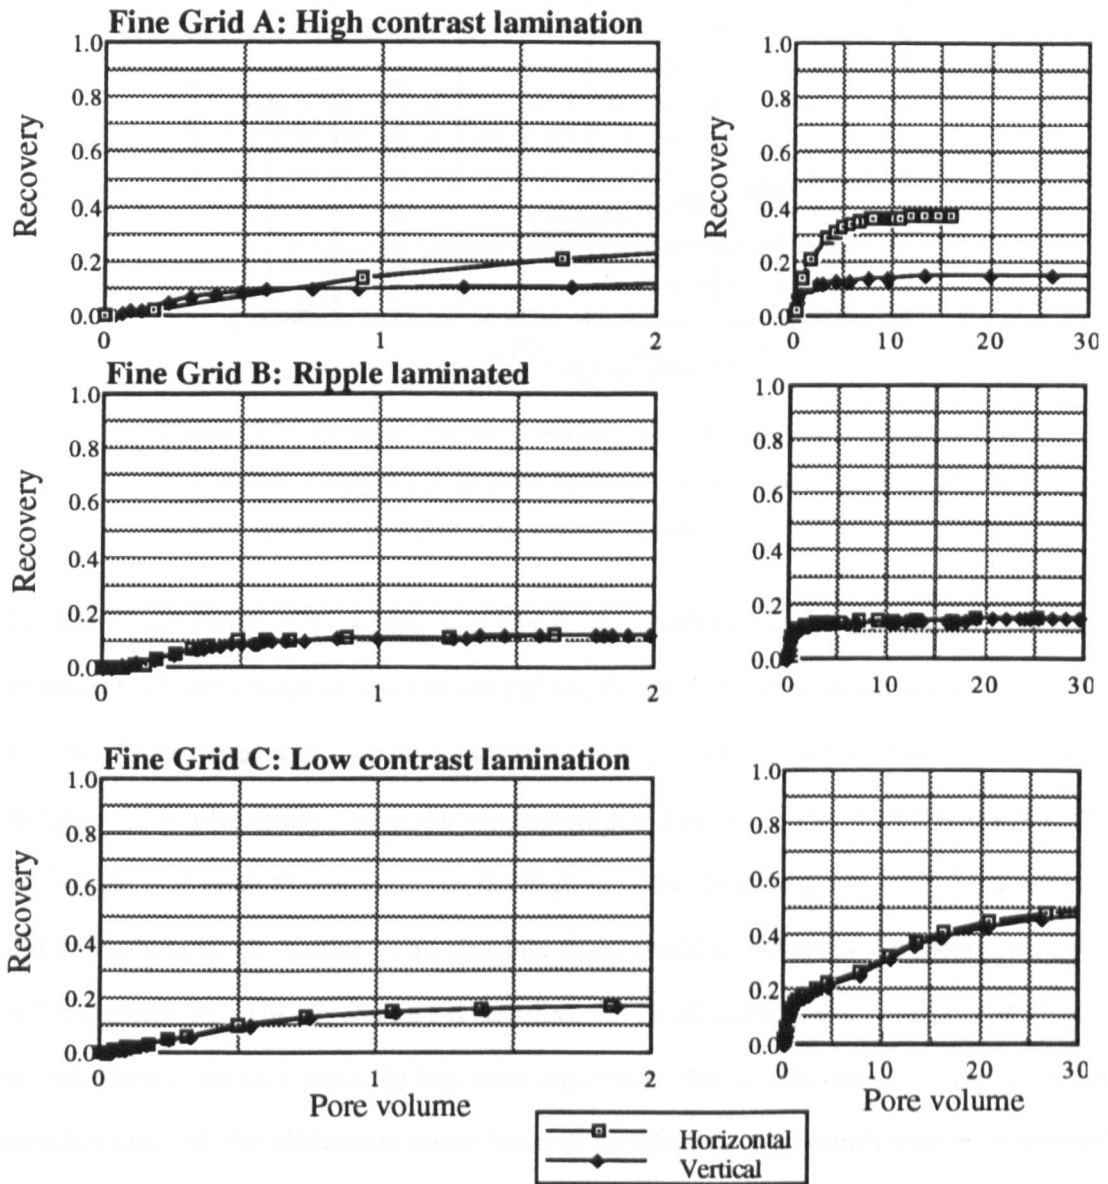 Fine Grid A: High contrast lamination
Recovery
1.0
0.8
0.6
0.4
0.2
0.0
0 1 2
Recovery
1.0
0.8
0.6
0.4
0.2
0.0
0 10 20 30
Fine Grid B: Ripple laminated
Recovery
1.0
0.8
0.6
0.4
0.2
0.0
0 1 2
1.0
0.8
0.6
0.4
0.2
0.0
0 10 20 30
Fine Grid C: Low contrast lamination
Recovery
1.0
0.8
0.6
0.4
0.2
0.0
0 1 2
Pore volume
1.0
0.8
0.6
0.4
0.2
0.0
0 10 20 30
Pore volume
Horizontal
Vertical